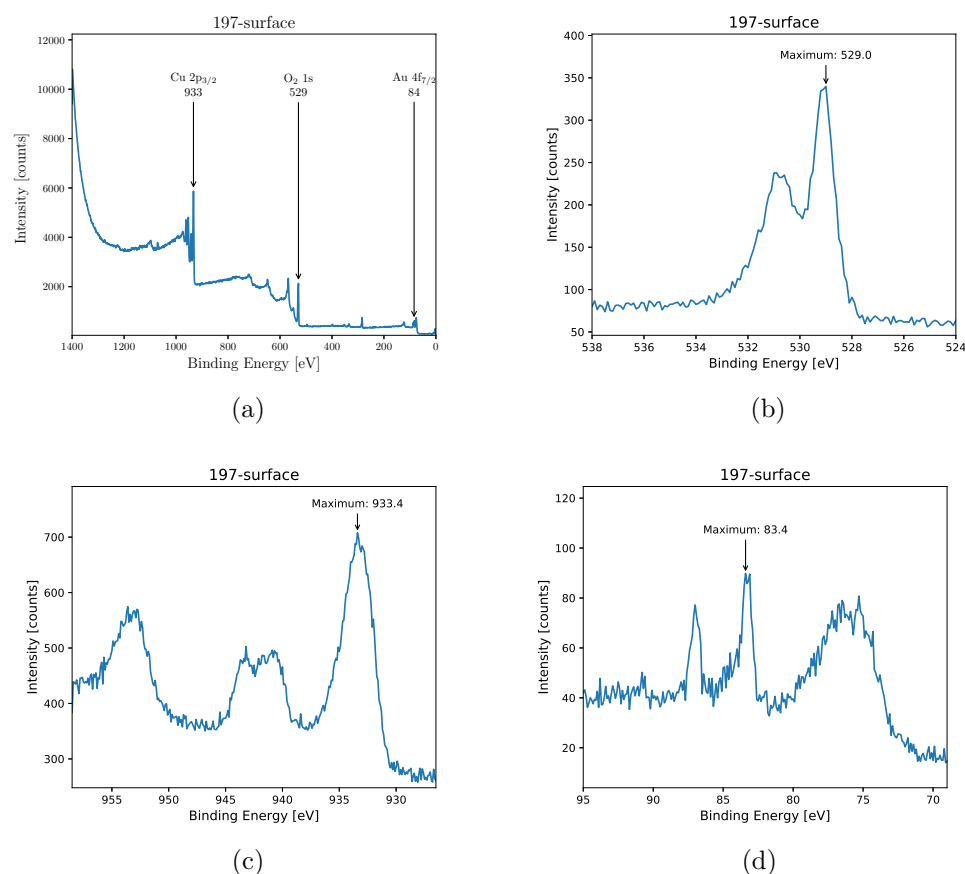 197-surface
12000
10000
8000
6000
4000
2000
1400 1200 1000 800 600 400 200 0
Intensity [counts]
Binding Energy [eV]
Cu 2p3/2
933
O2 1s
529
Au 4f7/2
84
(a)
197-surface
400
350
300
250
200
150
100
50
538 536 534 532 530 528 526 524
Intensity [counts]
Binding Energy [eV]
Maximum: 529.0
(b)
197-surface
700
600
500
400
300
955 950 945 940 935 930
Intensity [counts]
Binding Energy [eV]
Maximum: 933.4
(c)
197-surface
120
100
80
60
40
20
95 90 85 80 75 70
Intensity [counts]
Binding Energy [eV]
Maximum: 83.4
(d)